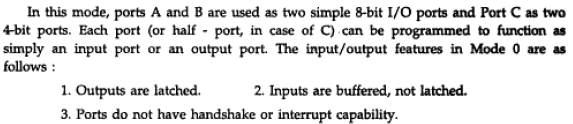 In this mode, ports A and B are used as two simple 8-bit I/O ports and Port C as two
4-bit ports. Each port (or half - port, in case of C) can be programmed to function as
simply an input port or an output port. The input/output features in Mode 0 are as
follows :
1. Outputs are latched. 2. Inputs are buffered, not latched.
3. Ports do not have handshake or interrupt capability.